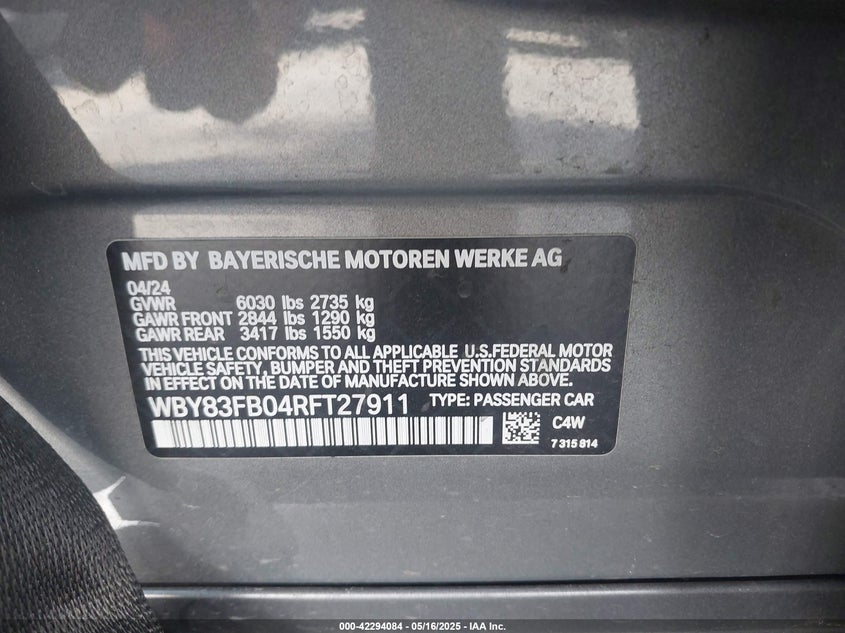 MFD BY BAYERISCHE MOTOREN WERKE AG
04/24
GVWR 6030 lbs 2735 kg
GAWR FRONT 2844 lbs 1290 kg
GAWR REAR 3417 lbs 1550 kg
THIS VEHICLE CONFORMS TO ALL APPLICABLE U.S.FEDERAL MOTOR
VEHICLE SAFETY, BUMPER AND THEFT PREVENTION STANDARDS
IN EFFECT ON THE DATE OF MANUFACTURE SHOWN ABOVE.
WBY83FB04RFT27911 TYPE: PASSENGER CAR
C4W
7 315 814
000-42294084 - 05/16/2025 - IAA Inc.